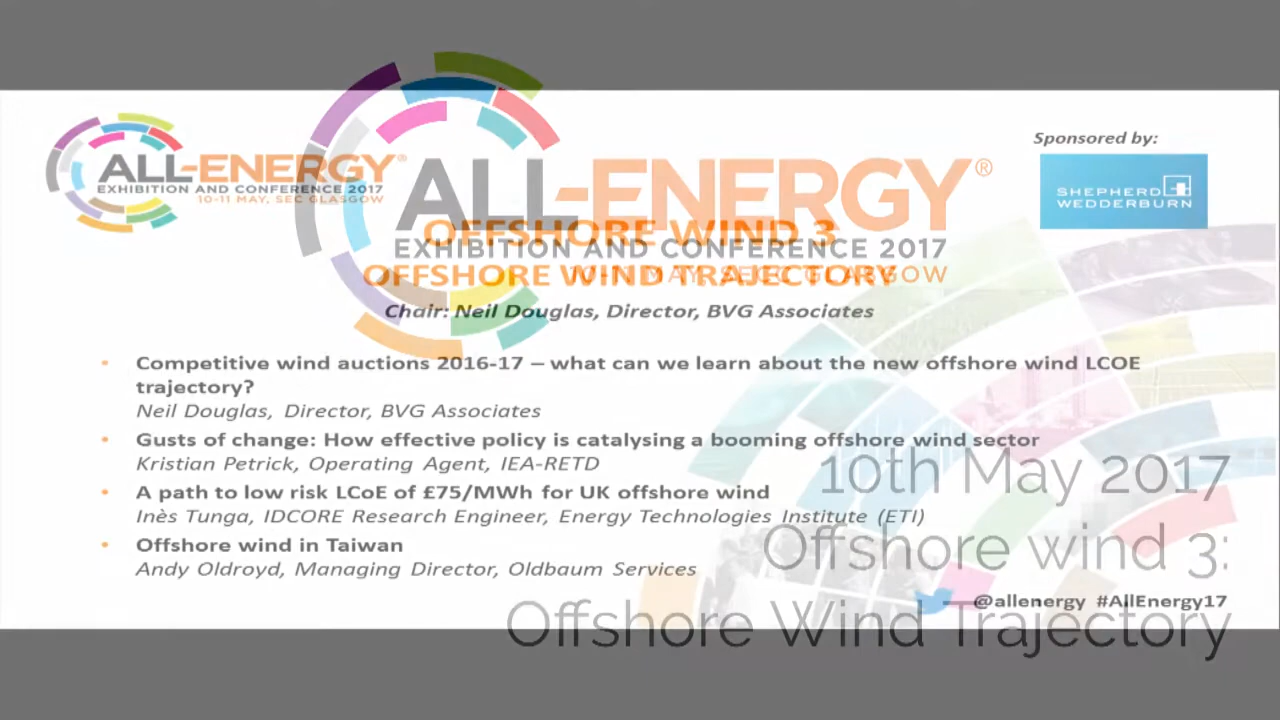 ALL-ENERGY®
EXHIBITION AND CONFERENCE 2017
10-11 MAY, SEC GLASGOW
ALL-ENERGY®
EXHIBITION AND CONFERENCE 2017
MAY, SECC GLASGOW
Sponsored by:
SHEPHERD
WEDDERBURN
OFFSHORE WIND 3
OFFSHORE WIND TRAJECTORY
Chair: Neil Douglas, Director, BVG Associates
• Competitive wind auctions 2016-17 – what can we learn about the new offshore wind LCOE
trajectory?
Neil Douglas, Director, BVG Associates
• Gusts of change: How effective policy is catalysing a booming offshore wind sector
Kristian Petrick, Operating Agent, IEA-RETD
• A path to low risk LCoE of £75/MWh for UK offshore wind
Inès Tunga, IDCORE Research Engineer, Energy Technologies Institute (ETI)
• Offshore wind in Taiwan
Andy Oldroyd, Managing Director, Oldbaum Services
@allenergy #AllEnergy17
10th May 2017
Offshore wind 3:
Offshore Wind Trajectory